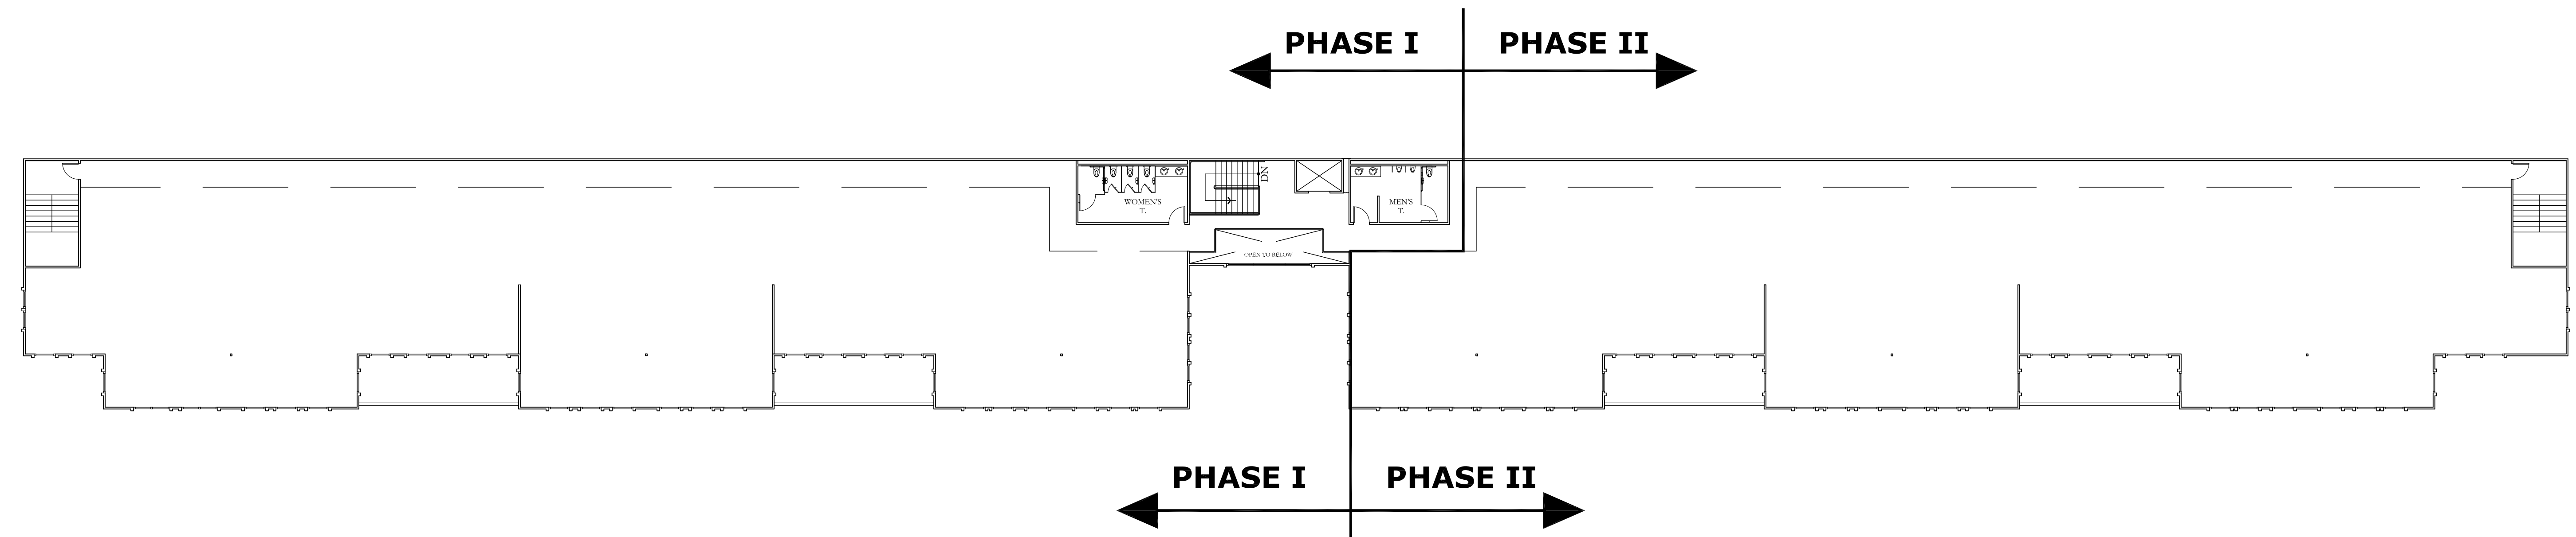 PHASE I
PHASE II
DN
WOMEN'S
T.
MEN'S
T.
OPEN TO BELOW
PHASE I
PHASE II